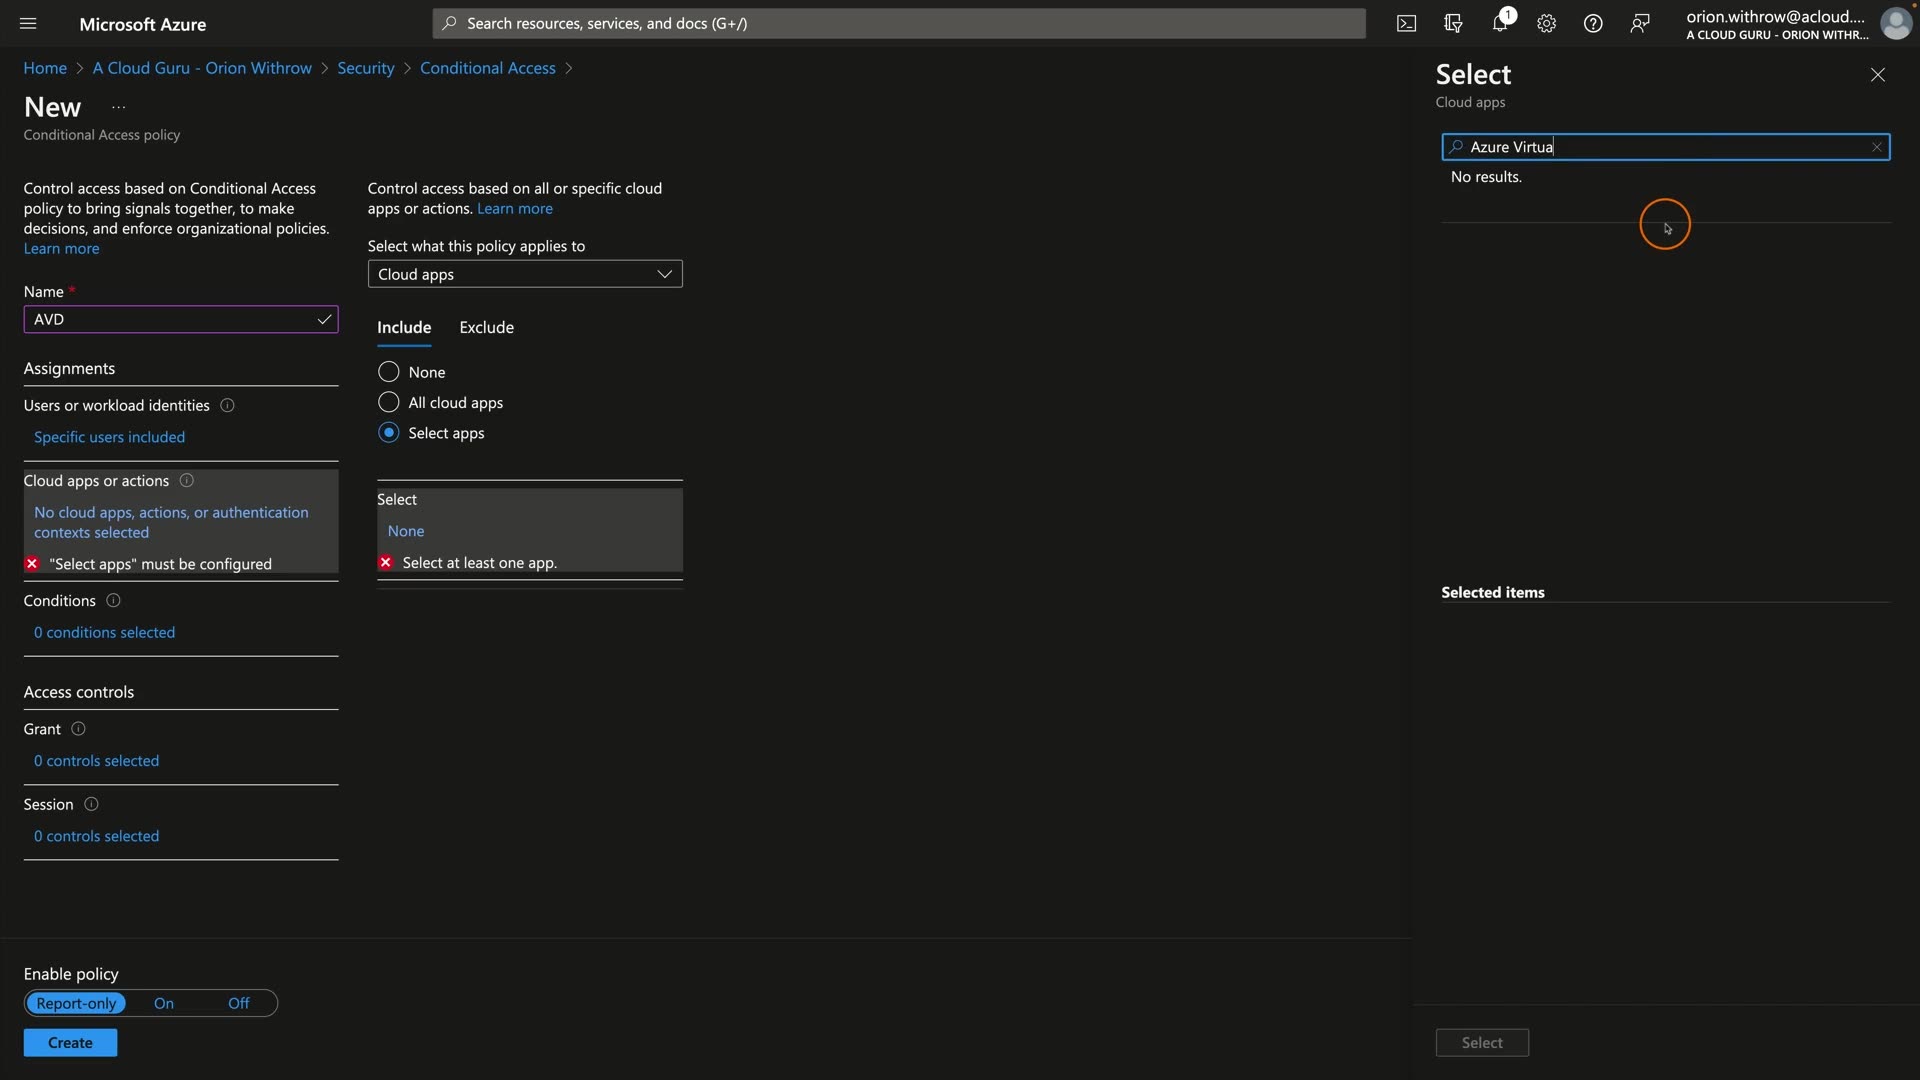 Microsoft Azure
Search resources, services, and docs (G+/)
1
orion.withrow@acloud....
A CLOUD GURU - ORION WITHR...
Home > A Cloud Guru - Orion Withrow > Security > Conditional Access >
New ...
Conditional Access policy
Control access based on Conditional Access
policy to bring signals together, to make
decisions, and enforce organizational policies.
Learn more
Name *
AVD
Assignments
Users or workload identities
Specific users included
Cloud apps or actions
No cloud apps, actions, or authentication
contexts selected
"Select apps" must be configured
Conditions
0 conditions selected
Access controls
Grant
0 controls selected
Session
0 controls selected
Enable policy
Report-only On Off
Create
Control access based on all or specific cloud
apps or actions. Learn more
Select what this policy applies to
Cloud apps
Include Exclude
None
All cloud apps
Select apps
Select
None
Select at least one app.
Select
Cloud apps
Azure Virtua
No results.
Selected items
Select